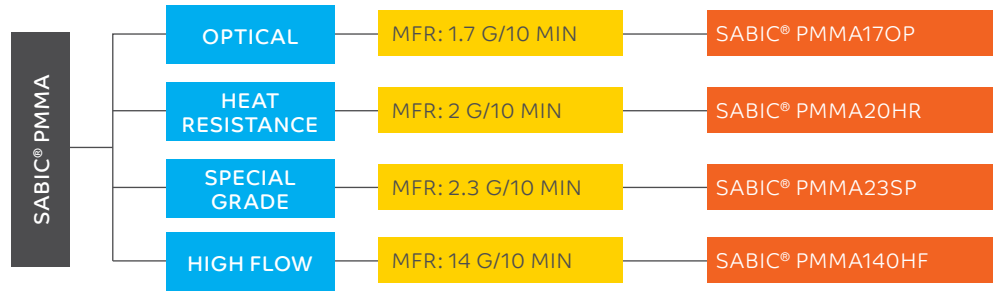 SABIC® PMMA
OPTICAL
MFR: 1.7 G/10 MIN
SABIC® PMMA17OP
HEAT
RESISTANCE
MFR: 2 G/10 MIN
SABIC® PMMA20HR
SPECIAL
GRADE
MFR: 2.3 G/10 MIN
SABIC® PMMA23SP
HIGH FLOW
MFR: 14 G/10 MIN
SABIC® PMMA140HF